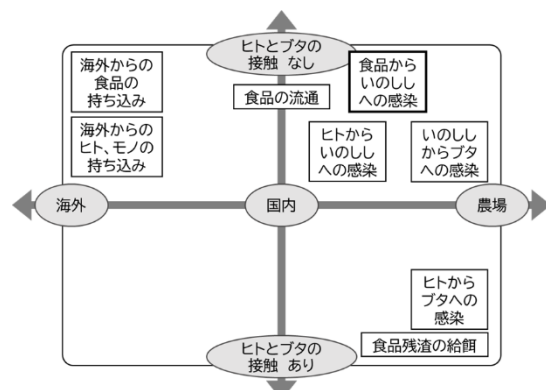 ヒトとブタの
接触 なし
海外からの
食品の
持ち込み
食品から
いのしし
への感染
食品の流通
海外からの
ヒト、モノの
持ち込み
ヒトから
いのしし
への感染
いのしし
からブタ
への感染
海外
国内
農場
ヒトから
ブタへの
感染
食品残渣の給餌
ヒトとブタの
接触 あり